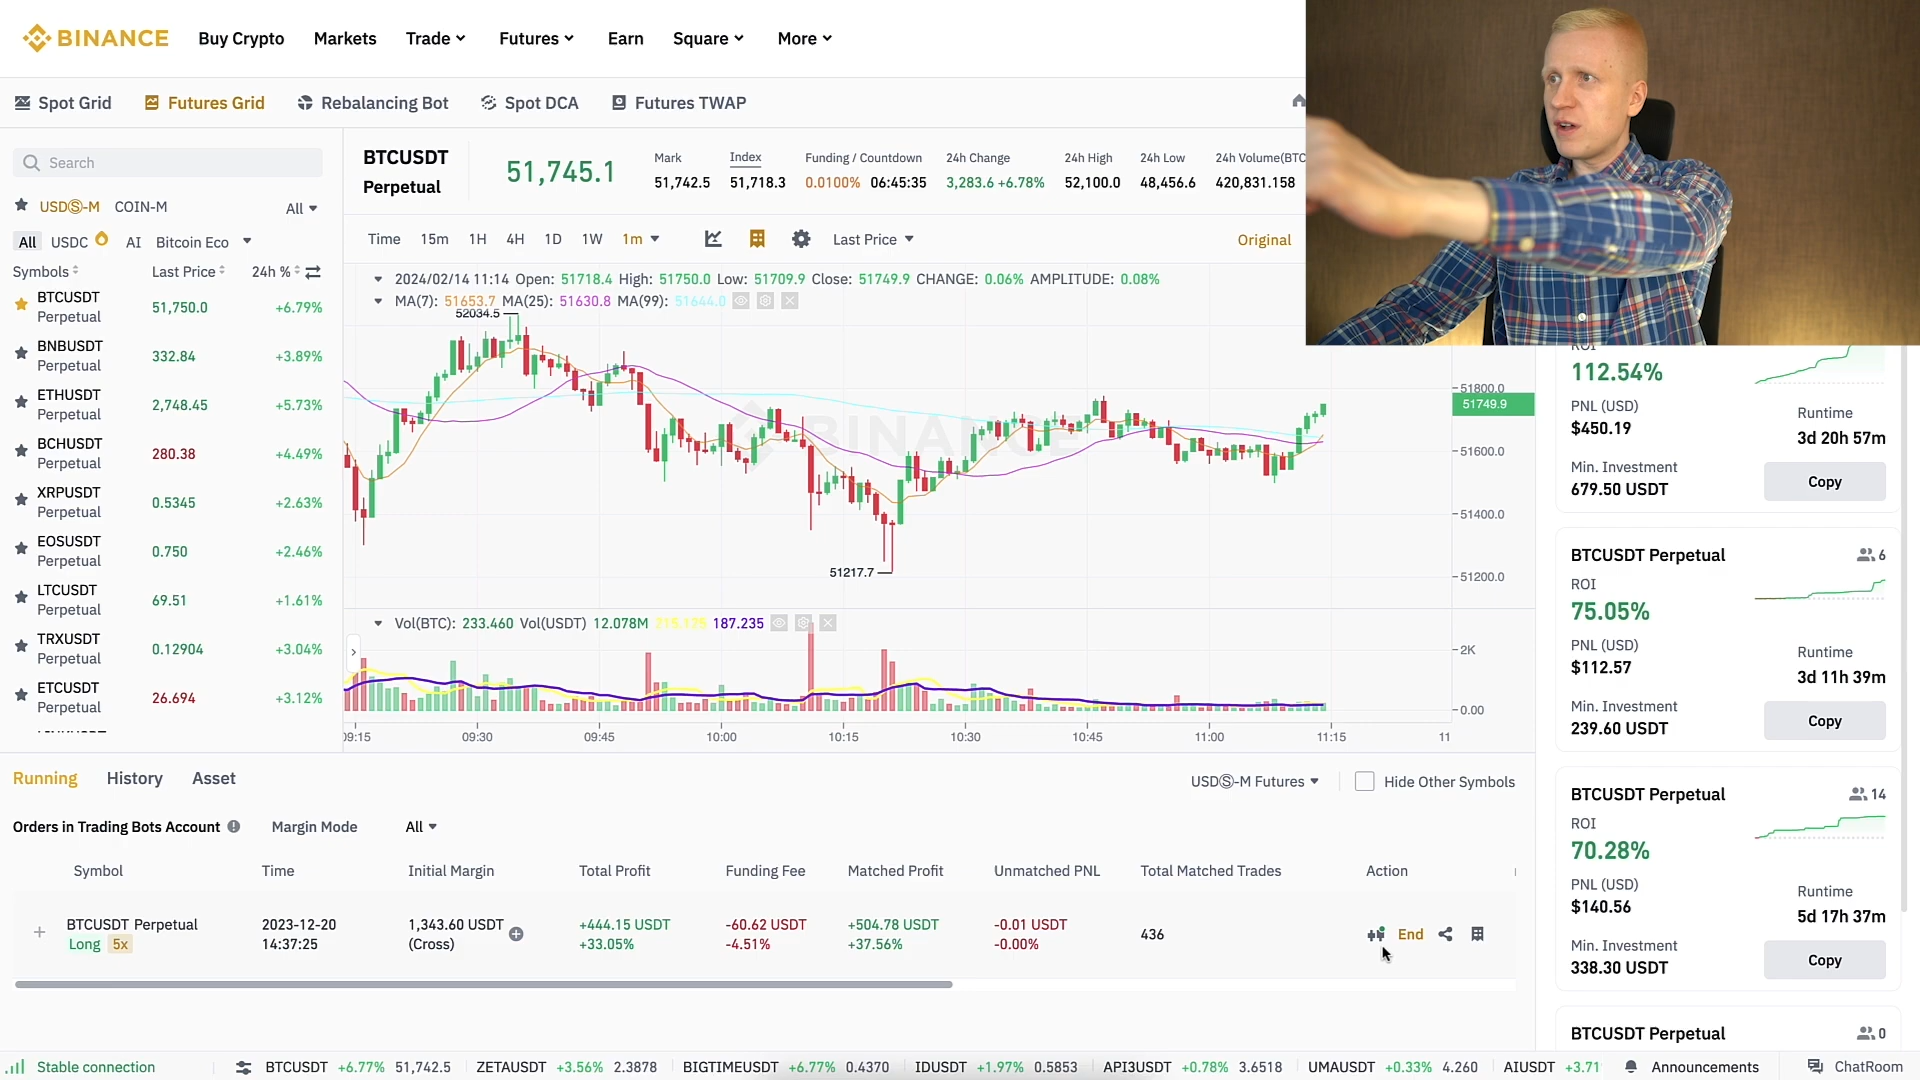 BINANCE
Buy Crypto Markets Trade Futures Earn Square More
Spot Grid Futures Grid Rebalancing Bot Spot DCA Futures TWAP
Search
USDⓈ-M COIN-M All
All USDC AI Bitcoin Eco
Symbols Last Price 24h %
BTCUSDT Perpetual 51,750.0 +6.79%
BNBUSDT Perpetual 332.84 +3.89%
ETHUSDT Perpetual 2,748.45 +5.73%
BCHUSDT Perpetual 280.38 +4.49%
XRPUSDT Perpetual 0.5345 +2.63%
EOSUSDT Perpetual 0.750 +2.46%
LTCUSDT Perpetual 69.51 +1.61%
TRXUSDT Perpetual 0.12904 +3.04%
ETCUSDT Perpetual 26.694 +3.12%
BTCUSDT
Perpetual
51,745.1
Mark Index Funding / Countdown 24h Change 24h High 24h Low 24h Volume(BTC
51,742.5 51,718.3 0.0100% 06:45:35 3,283.6 +6.78% 52,100.0 48,456.6 420,831.158
Time 15m 1H 4H 1D 1W 1m Last Price Original
2024/02/14 11:14 Open: 51718.4 High: 51750.0 Low: 51709.9 Close: 51749.9 CHANGE: 0.06% AMPLITUDE: 0.08%
MA(7): 51653.7 MA(25): 51630.8 MA(99): 51644.0
52034.5
51800.0
51749.9
BINANCE
51600.0
51400.0
51217.7
51200.0
Vol(BTC): 233.460 Vol(USDT) 12.078M 215.175 187.235
2K
0.00
09:15 09:30 09:45 10:00 10:15 10:30 10:45 11:00 11:15 11
ROI
112.54%
PNL (USD)
$450.19
Runtime
3d 20h 57m
Min. Investment
679.50 USDT
Copy
BTCUSDT Perpetual 6
ROI
75.05%
PNL (USD)
$112.57
Runtime
3d 11h 39m
Min. Investment
239.60 USDT
Copy
BTCUSDT Perpetual 14
ROI
70.28%
PNL (USD)
$140.56
Runtime
5d 17h 37m
Min. Investment
338.30 USDT
Copy
BTCUSDT Perpetual 0
Running History Asset
USDⓈ-M Futures Hide Other Symbols
Orders in Trading Bots Account Margin Mode All
Symbol Time Initial Margin Total Profit Funding Fee Matched Profit Unmatched PNL Total Matched Trades Action
BTCUSDT Perpetual 2023-12-20 1,343.60 USDT +444.15 USDT -60.62 USDT +504.78 USDT -0.01 USDT 436 End
Long 5x 14:37:25 (Cross) +33.05% -4.51% +37.56% -0.00%
Stable connection BTCUSDT +6.77% 51,742.5 ZETAUSDT +3.56% 2.3878 BIGTIMEUSDT +6.77% 0.4370 IDUSDT +1.97% 0.5853 API3USDT +0.78% 3.6518 UMAUSDT +0.33% 4.260 AIUSDT +3.71 Announcements ChatRoom